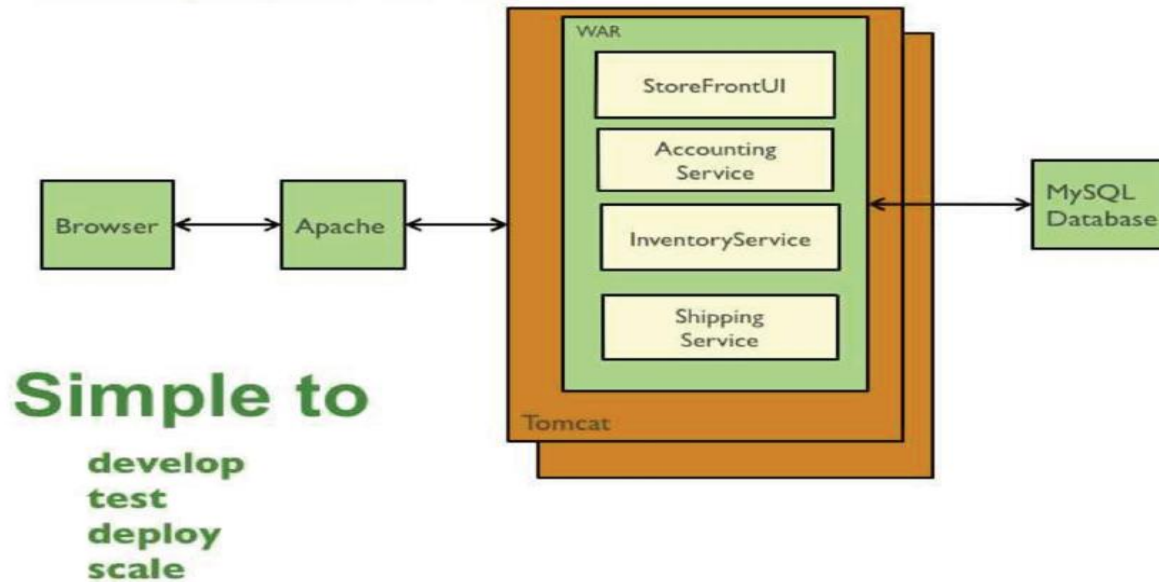 WAR
StoreFrontUI
Accounting
Service
InventoryService
Shipping
Service
Tomcat
Browser
Apache
MySQL
Database
Simple to
develop
test
deploy
scale